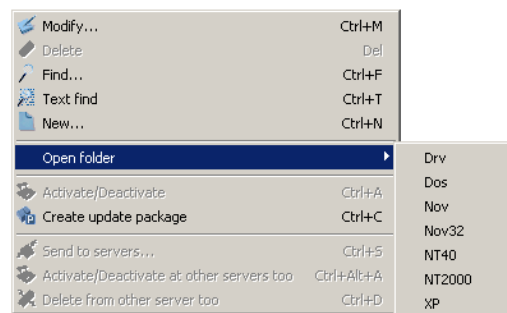 Modify... Ctrl+M
Delete Del
Find... Ctrl+F
Text find Ctrl+T
New... Ctrl+N
Open folder
Activate/Deactivate Ctrl+A
Create update package Ctrl+C
Send to servers... Ctrl+S
Activate/Deactivate at other servers too Ctrl+Alt+A
Delete from other server too Ctrl+D
Drv
Dos
Nov
Nov32
NT40
NT2000
XP